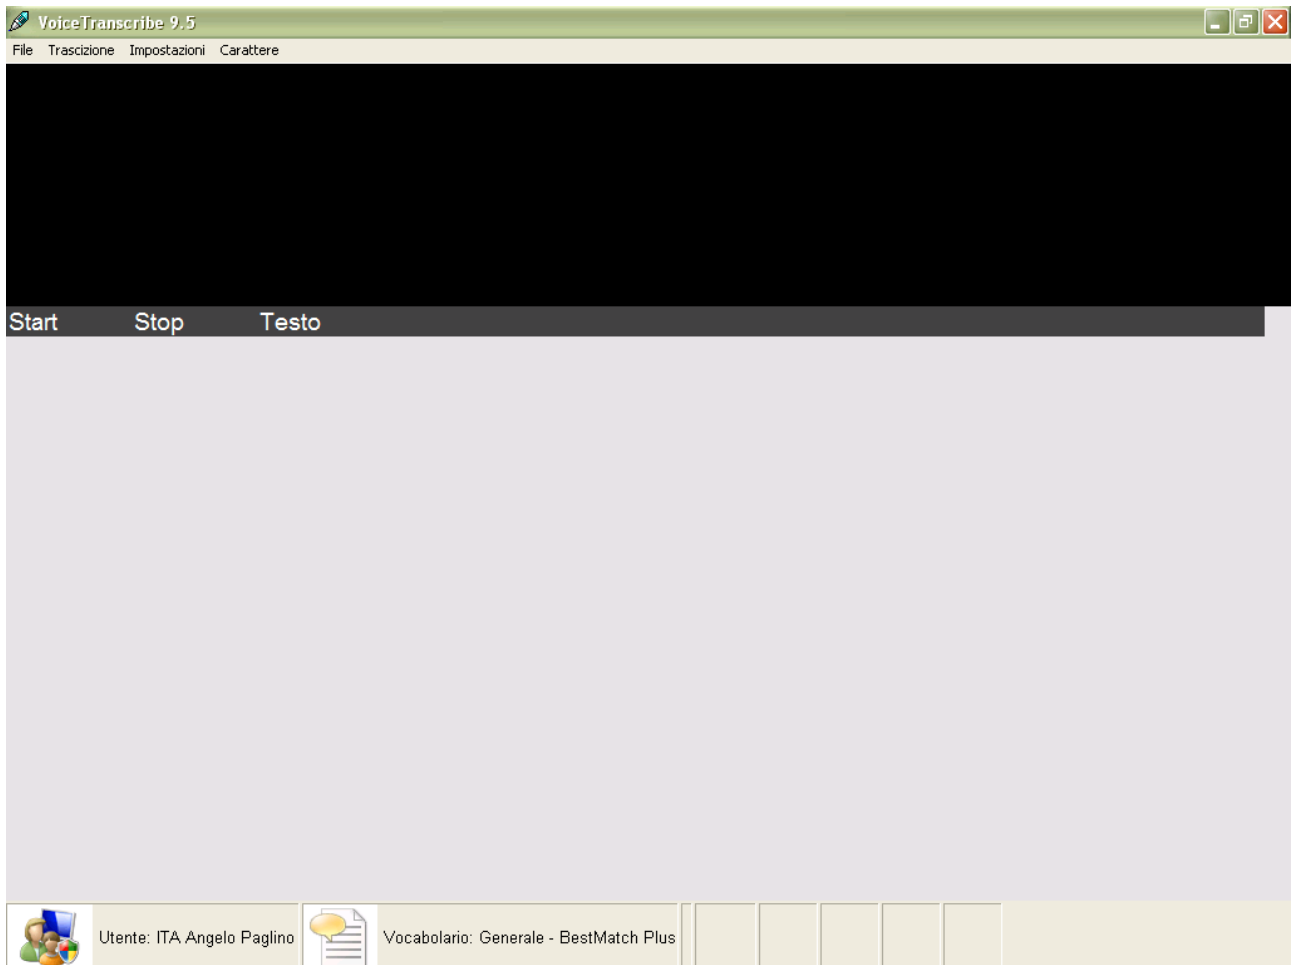 VoiceTranscribe 9.5
File Trascizione Impostazioni Carattere
Start Stop Testo
Utente: ITA Angelo Paglino Vocabolario: Generale - BestMatch Plus